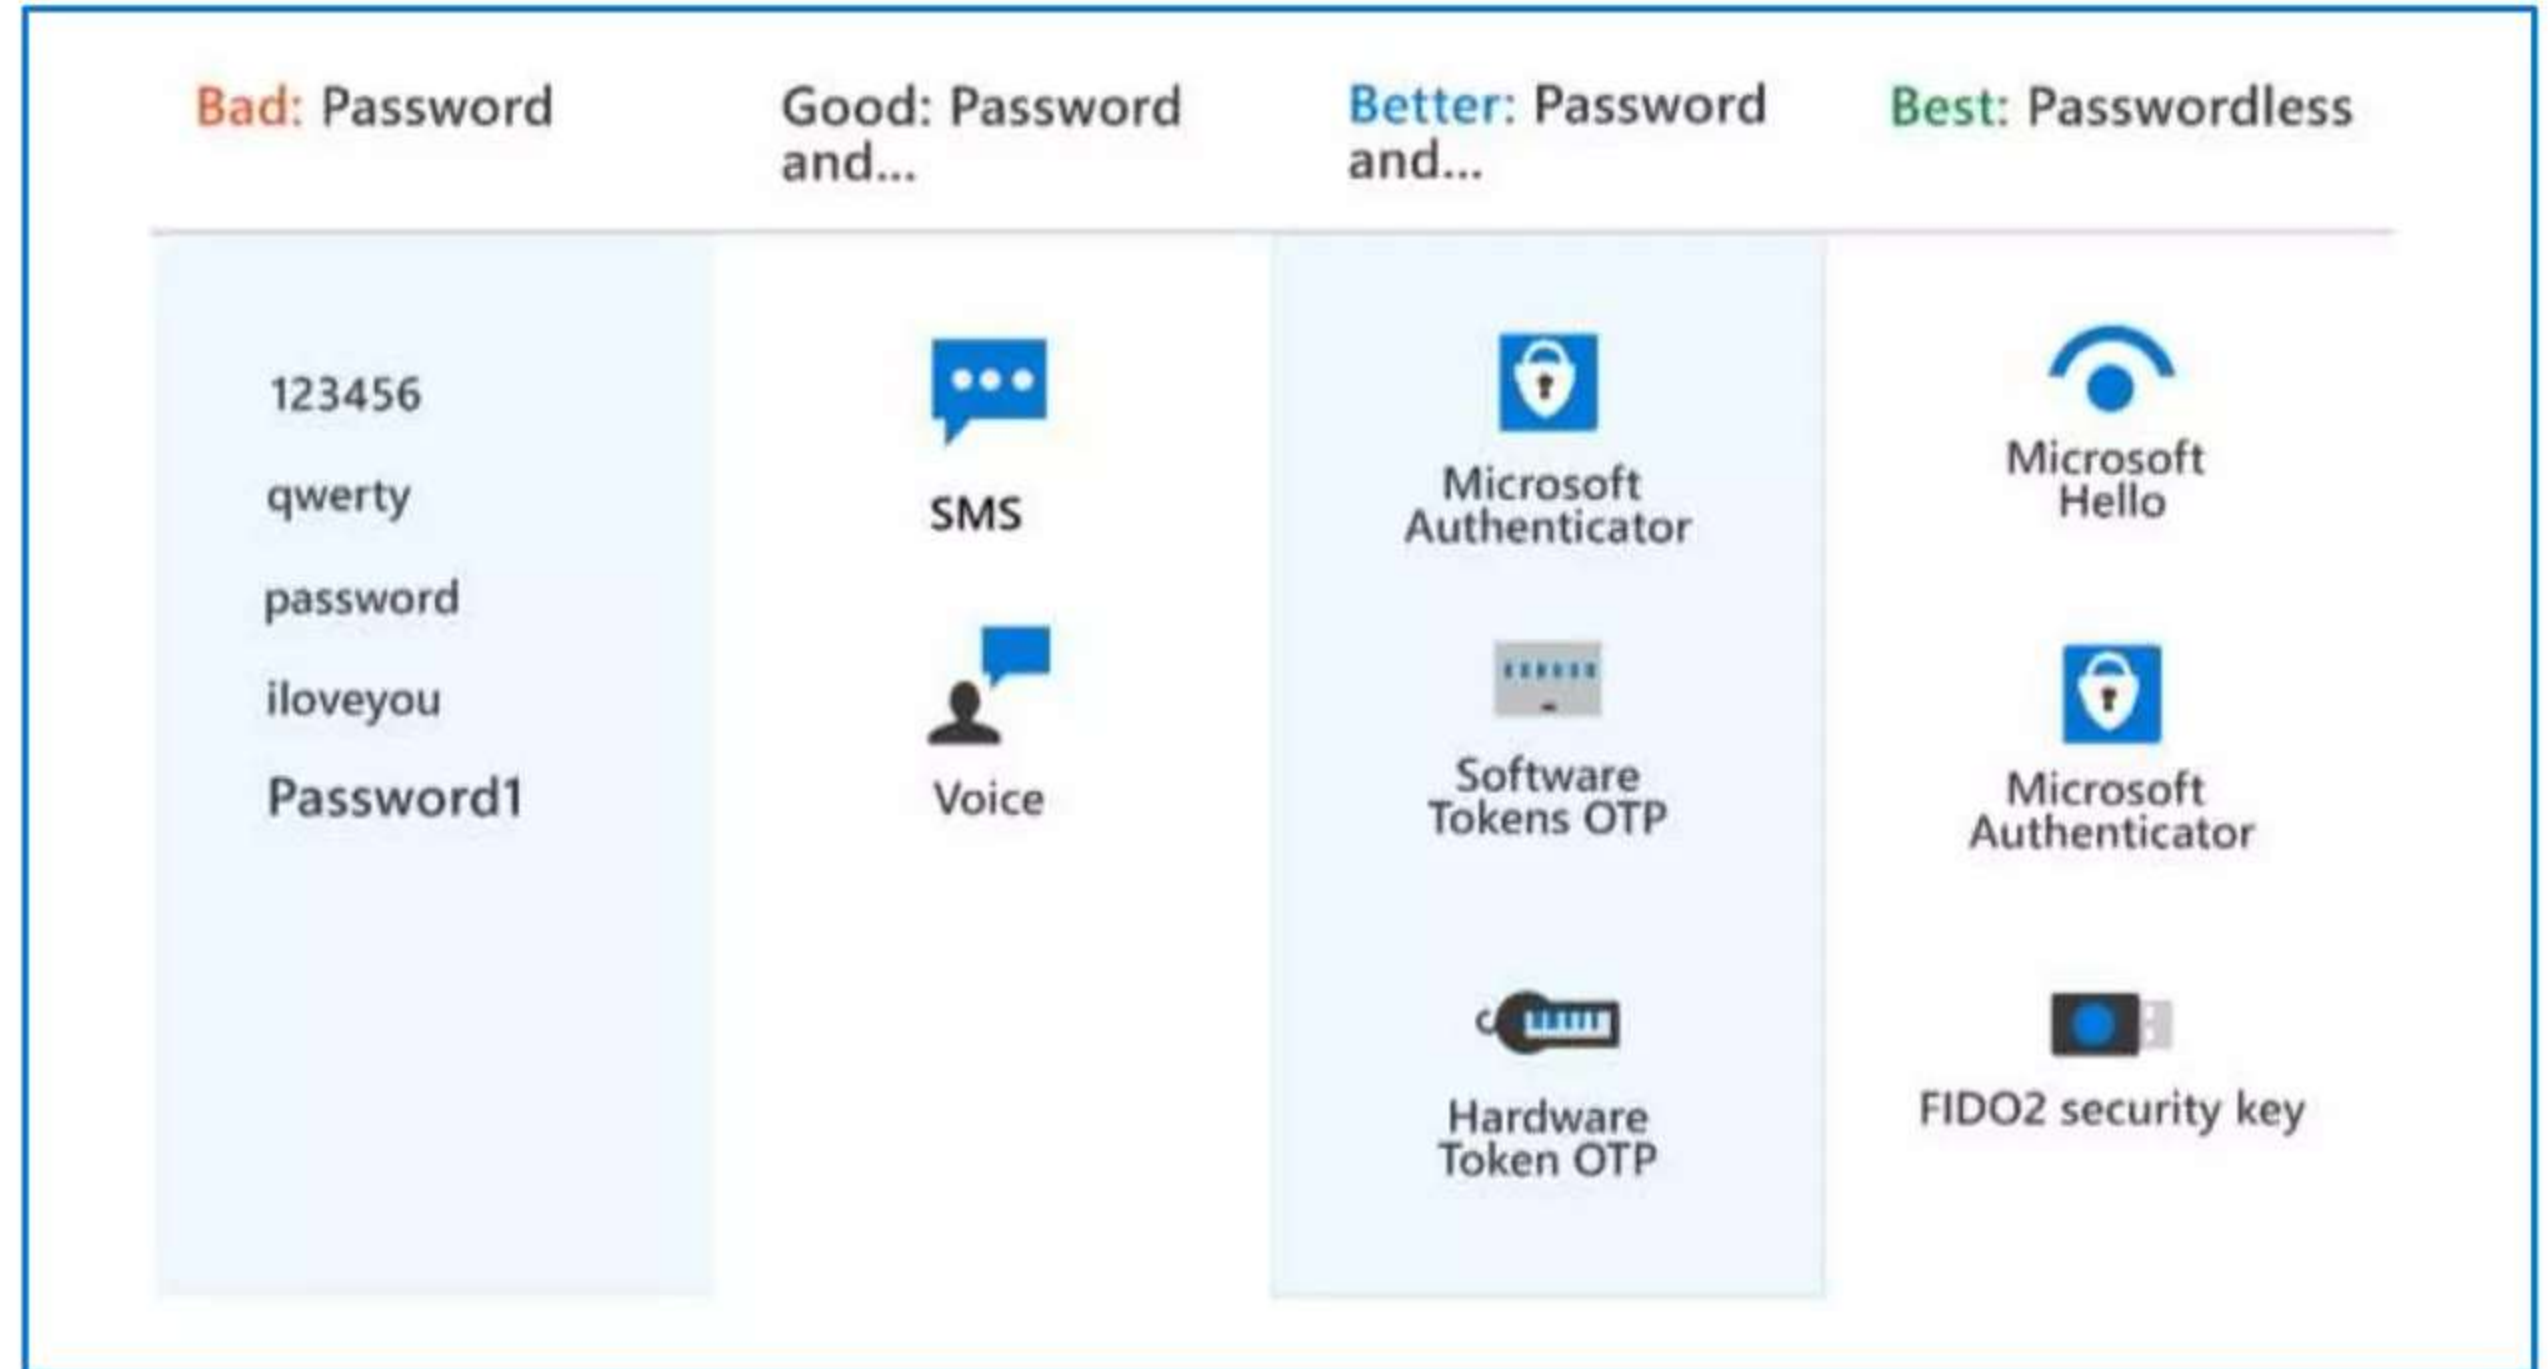 Bad: Password
Good: Password
and...
Better: Password
and...
Best: Passwordless
123456
qwerty
password
iloveyou
Password1
SMS
Voice
Microsoft
Authenticator
Software
Tokens OTP
Hardware
Token OTP
Microsoft
Hello
Microsoft
Authenticator
FIDO2 security key